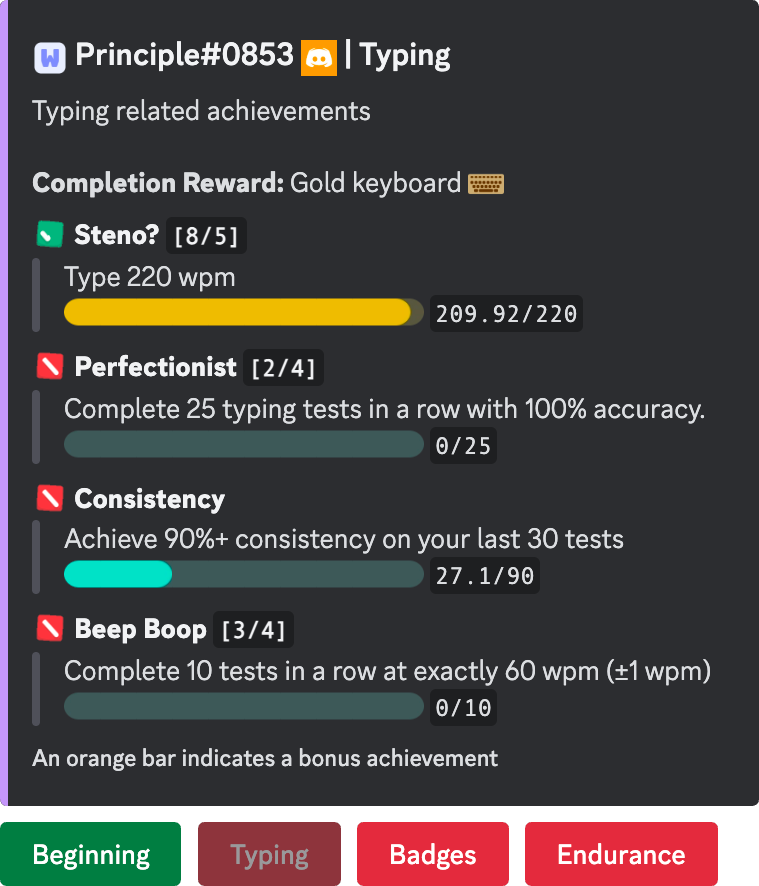 W Principle#0853 | Typing
Typing related achievements
Completion Reward: Gold keyboard
Steno? [8/5]
Type 220 wpm
209.92/220
Perfectionist [2/4]
Complete 25 typing tests in a row with 100% accuracy.
0/25
Consistency
Achieve 90%+ consistency on your last 30 tests
27.1/90
Beep Boop [3/4]
Complete 10 tests in a row at exactly 60 wpm (±1 wpm)
0/10
An orange bar indicates a bonus achievement
Beginning Typing Badges Endurance